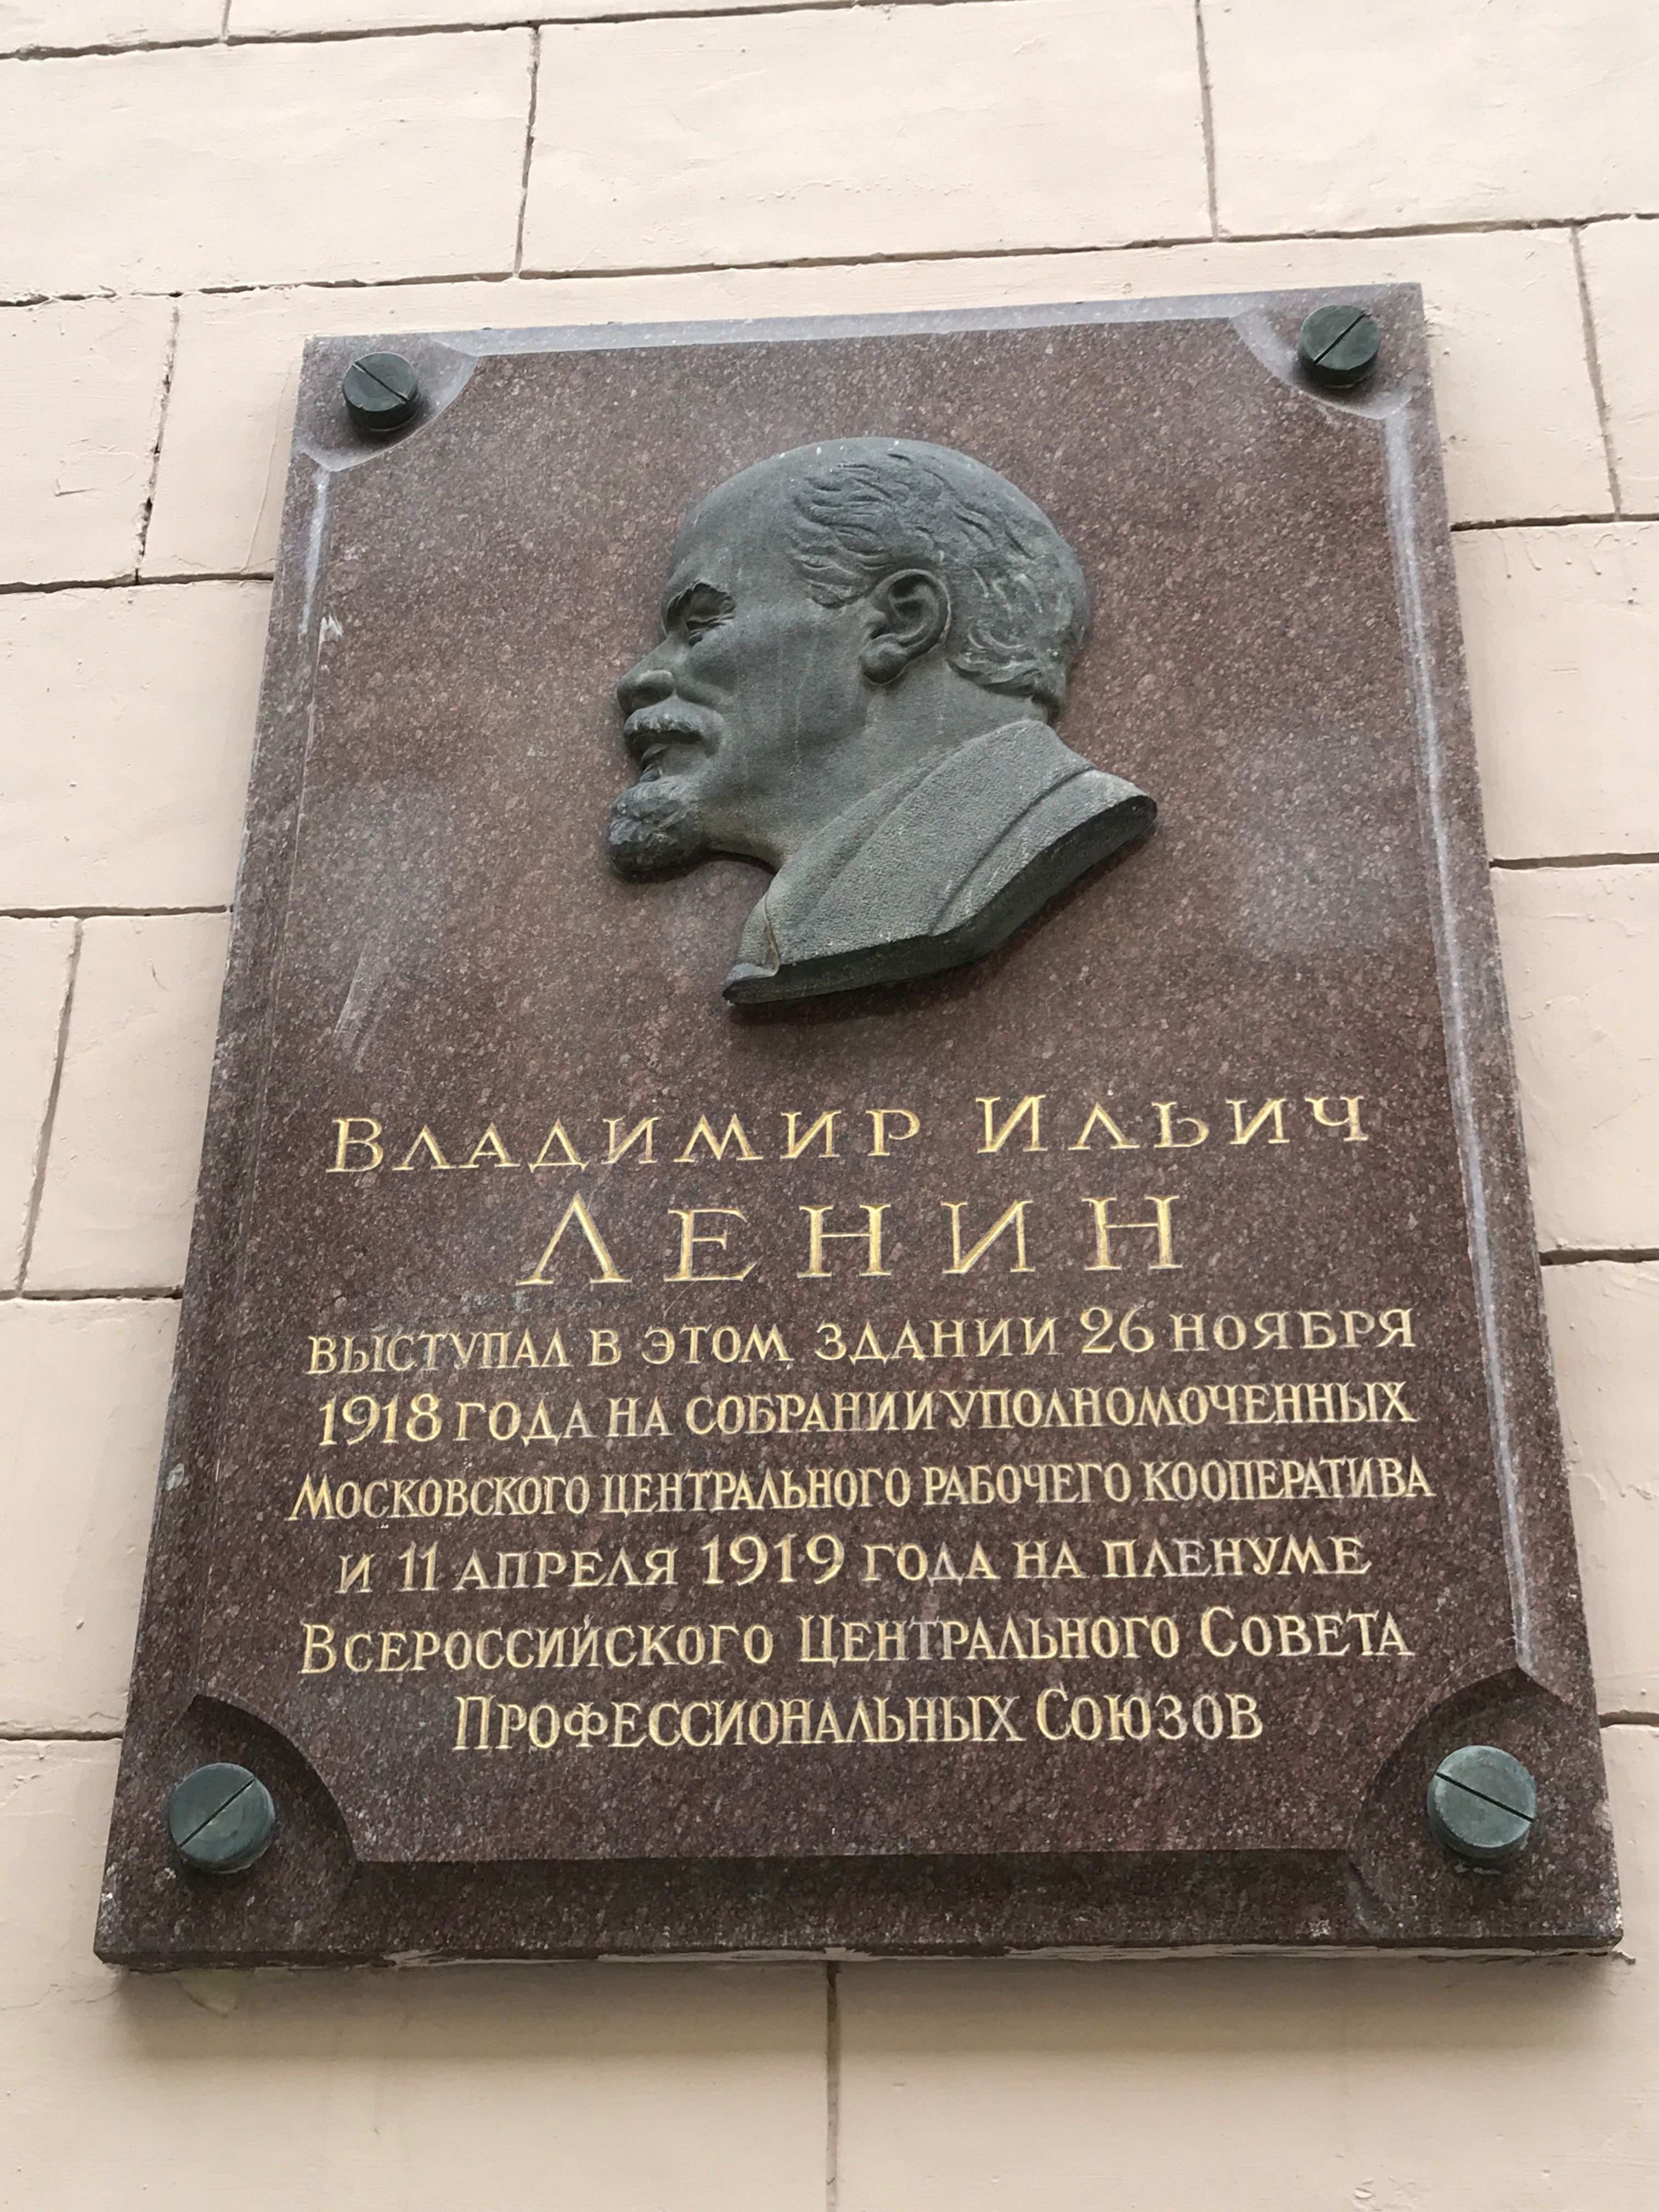 Владимир Ильич
Ленин
выступал в этом здании 26 ноября
1918 года на собрании уполномоченных
Московского центрального рабочего кооператива
и 11 апреля 1919 года на пленуме
Всероссийского Центрального Совета
Профессиональных Союзов